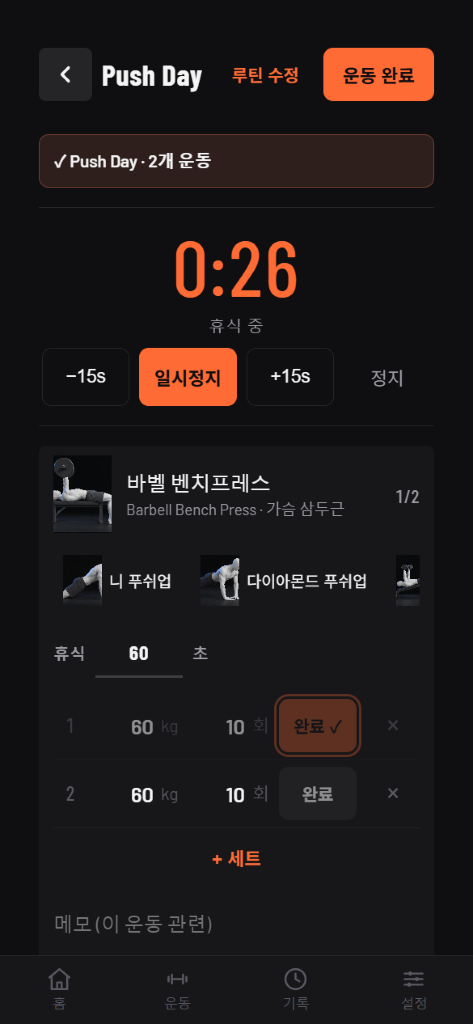 Push Day
루틴 수정
운동 완료
✓ Push Day · 2개 운동
0:26
휴식 중
−15s
일시정지
+15s
정지
바벨 벤치프레스
Barbell Bench Press · 가슴 삼두근
1/2
니 푸쉬업
다이아몬드 푸쉬업
휴식 60 초
1 60 kg 10 회 완료 ✓ ×
2 60 kg 10 회 완료 ×
+ 세트
메모 (이 운동 관련)
홈
운동
기록
설정